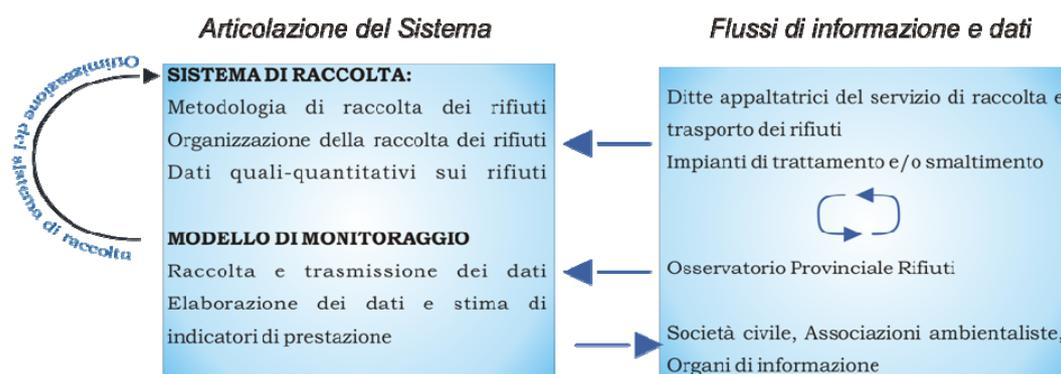 Articolazione del Sistema
Flussi di informazione e dati
Ottimizzazione del sistema di raccolta
SISTEMA DI RACCOLTA:
Metodologia di raccolta dei rifiuti
Organizzazione della raccolta dei rifiuti
Dati quali-quantitativi sui rifiuti
MODELLO DI MONITORAGGIO
Raccolta e trasmissione dei dati
Elaborazione dei dati e stima di
indicatori di prestazione
Ditte appaltatrici del servizio di raccolta e
trasporto dei rifiuti
Impianti di trattamento e/o smaltimento
Osservatorio Provinciale Rifiuti
Società civile, Associazioni ambientaliste,
Organi di informazione